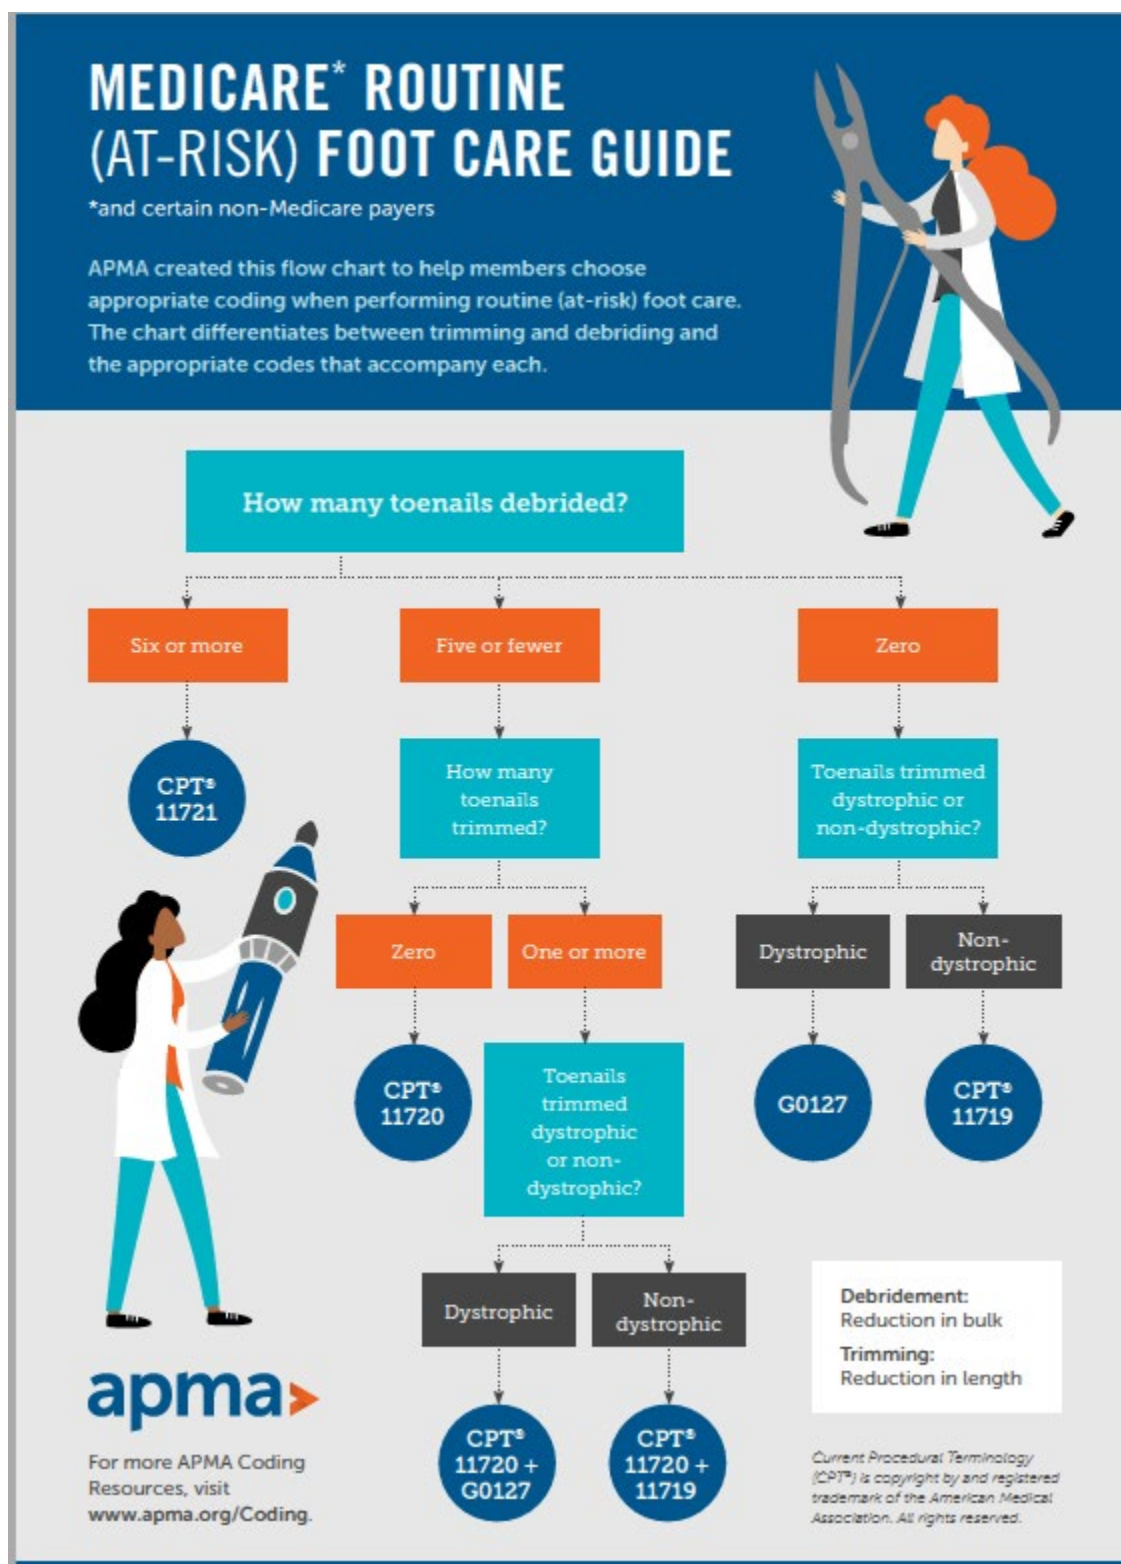 MEDICARE* ROUTINE
(AT-RISK) FOOT CARE GUIDE
*and certain non-Medicare payers
APMA created this flow chart to help members choose
appropriate coding when performing routine (at-risk) foot care.
The chart differentiates between trimming and debriding and
the appropriate codes that accompany each.
How many toenails debrided?
Six or more
Five or fewer
Zero
CPT®
11721
How many
toenails
trimmed?
Toenails trimmed
dystrophic or
non-dystrophic?
Zero
One or more
Dystrophic
Non-
dystrophic
CPT®
11720
Toenails
trimmed
dystrophic
or non-
dystrophic?
G0127
CPT®
11719
Dystrophic
Non-
dystrophic
CPT®
11720 +
G0127
CPT®
11720 +
11719
Debridement:
Reduction in bulk
Trimming:
Reduction in length
apma
For more APMA Coding
Resources, visit
www.apma.org/Coding.
Current Procedural Terminology
(CPT®) is copyright by and registered
trademark of the American Medical
Association. All rights reserved.